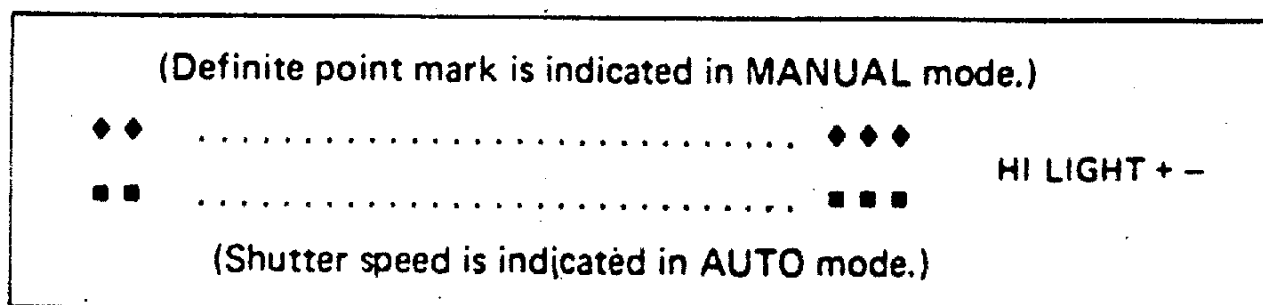 (Definite point mark is indicated in MANUAL mode.)
♦ ♦ ............................ ♦ ♦ ♦
HI LIGHT + –
■ ■ ............................ ■ ■ ■
(Shutter speed is indicated in AUTO mode.)